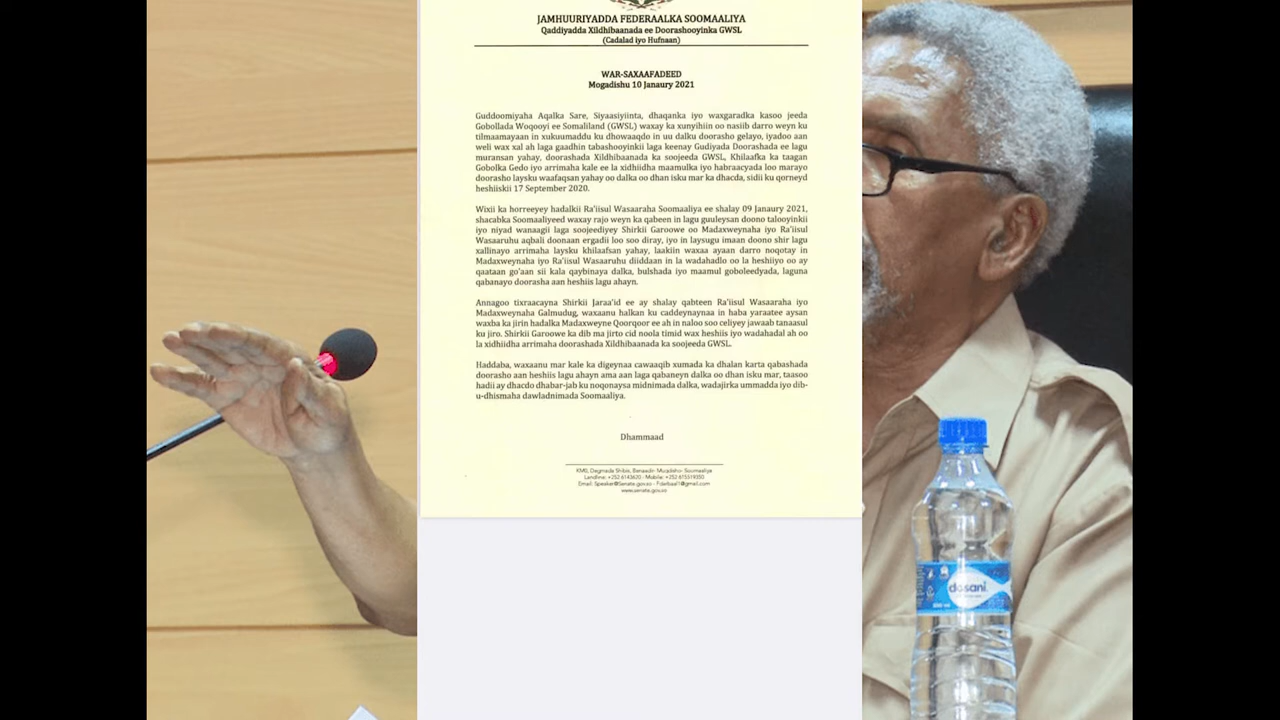 JAMHUURIYADDA FEDERAALKA SOOMAALIYA
Qaddiyadda Xildhibaanada ee Doorashooyinka GWSL
(Cadalad iyo Hufnaan)
WAR-SAXAAFADEED
Mogadishu 10 Janaury 2021
Guddoomiyaha Aqalka Sare, Siyaasiyiinta, dhaqanka iyo waxgaradka kasoo jeeda
Gobollada Woqooyi ee Somaliland (GWSL) waxay ka xunyihiin oo nasiib darro weyn ku
tilmaamayaan in xukuumaddu ku dhowaaqdo in uu dalku doorasho gelayo, iyadoo aan
weli wax xal ah laga gaadhin tabashooyinkii laga keenay Gudiyada Doorashada ee lagu
muransan yahay, doorashada Xildhibaanada ka soojeeda GWSL, Khilaafka ka taagan
Gobolka Gedo iyo arrimaha kale ee la xidhiidha maamulka iyo habraacyada loo marayo
doorasho laysku waafaqsan yahay oo dalka oo dhan isku mar ka dhacda, sidii ku qorneyd
heshiiskii 17 September 2020.
Wixii ka horreeyey hadalkii Ra'iisul Wasaaraha Soomaaliya ee shalay 09 Janaury 2021,
shacabka Soomaaliyeed waxay rajo weyn ka qabeen in lagu guuleysan doono talooyinkii
iyo niyad wanaagii laga soojeediyey Shirkii Garoowe oo Madaxweynaha iyo Ra'iisul
Wasaaruhu aqbali doonaan ergadii loo soo diray, iyo in laysugu imaan doono shir lagu
xallinayo arrimaha laysku khilaafsan yahay, laakiin waxaa ayaan darro noqotay in
Madaxweynaha iyo Ra'iisul Wasaaruhu diiddaan in la wadahadlo oo la heshiiyo oo ay
qaataan go'aan sii kala qaybinaya dalka, bulshada iyo maamul goboleedyada, laguna
qabanayo doorasha aan heshiis lagu ahayn.
Annagoo tixraacayna Shirkii Jaraa'id ee ay shalay qabteen Ra'iisul Wasaaraha iyo
Madaxweynaha Galmudug, waxaanu halkan ku caddeynaynaa in haba yaraatee aysan
waxba ka jirin hadalka Madaxweyne Qoorqoor ee ah in naloo soo celiyey jawaab tanaasul
ku jiro. Shirkii Garoowe ka dib ma jirto cid noola timid wax heshiis iyo wadahadal ah oo
la xidhiidha arrimaha doorashada Xildhibaanada ka soojeeda GWSL.
Haddaba, waxaanu mar kale ka digeynaa cawaaqib xumada ka dhalan karta qabashada
doorasho aan heshiis lagu ahayn ama aan laga qabaneyn dalka oo dhan isku mar, taasoo
hadii ay dhacdo dhabar-jab ku noqonaysa midnimada dalka, wadajirka ummadda iyo dib-
u-dhismaha dawladnimada Soomaaliya.
Dhammaad
KM0, Degmada Shibis, Benaadir- Muqdisho- Soomaaliya
Landline: +252 6143620 - Mobile: +252 615519350
www.senate.gov.so
dasani.